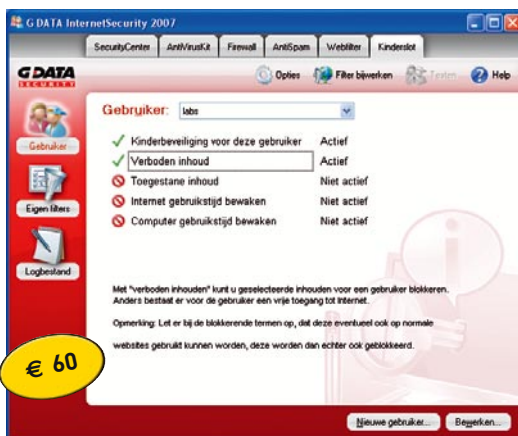 G DATA InternetSecurity 2007
SecurityCenter AntiVirusKit Firewall AntiSpam Webfilter Kinderslot
G DATA
SECURITY
Opties Filter bijwerken Testen Help
Gebruiker: labs
Gebruiker
Kinderbeveiliging voor deze gebruiker Actief
Verboden inhoud Actief
Toegestane inhoud Niet actief
Internet gebruikstijd bewaken Niet actief
Computer gebruikstijd bewaken Niet actief
Eigen filters
Logbestand
Met "verboden inhouden" kunt u geselecteerde inhouden voor een gebruiker blokkeren.
Anders bestaat er voor de gebruiker een vrije toegang tot Internet.
Opmerking: Let er bij de blokkerende termen op, dat deze eventueel ook op normale
websites gebruikt kunnen worden, deze worden dan echter ook geblokkeerd.
€ 60
Nieuwe gebruiker... Bewerken...